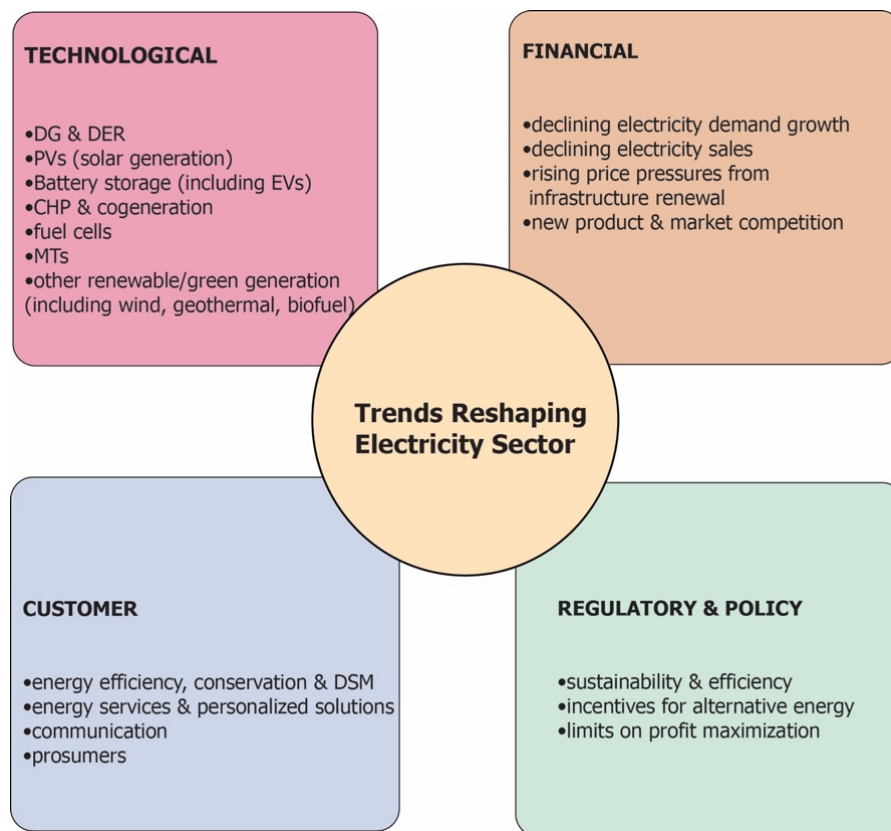 TECHNOLOGICAL
•DG & DER
•PVs (solar generation)
•Battery storage (including EVs)
•CHP & cogeneration
•fuel cells
•MTs
•other renewable/green generation
(including wind, geothermal, biofuel)
FINANCIAL
•declining electricity demand growth
•declining electricity sales
•rising price pressures from
infrastructure renewal
•new product & market competition
Trends Reshaping
Electricity Sector
CUSTOMER
•energy efficiency, conservation & DSM
•energy services & personalized solutions
•communication
•prosumers
REGULATORY & POLICY
•sustainability & efficiency
•incentives for alternative energy
•limits on profit maximization